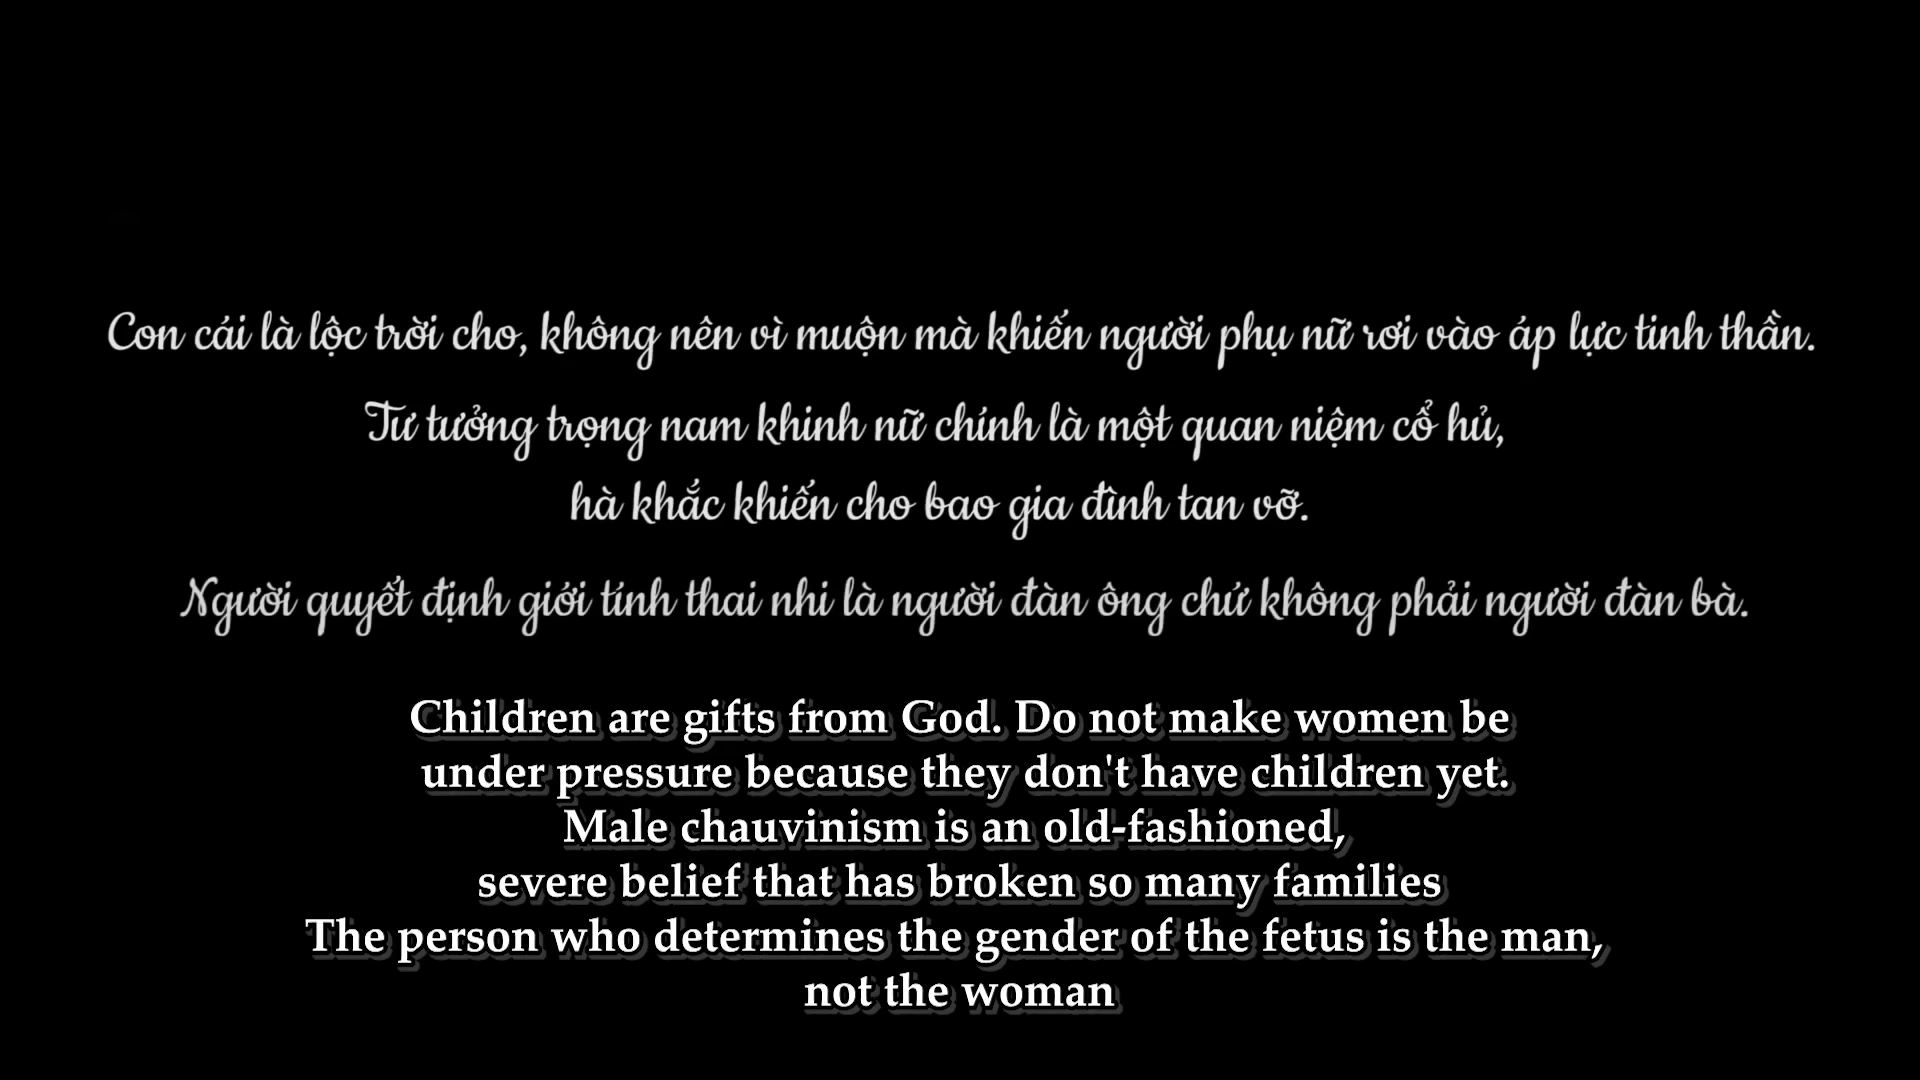 Con cái là lộc trời cho, không nên vì muộn mà khiến người phụ nữ rơi vào áp lực tinh thần.
Tư tưởng trọng nam khinh nữ chính là một quan niệm cổ hủ,
hà khắc khiến cho bao gia đình tan vỡ.
Người quyết định giới tính thai nhi là người đàn ông chứ không phải người đàn bà.
Children are gifts from God. Do not make women be
under pressure because they don't have children yet.
Male chauvinism is an old-fashioned,
severe belief that has broken so many families
The person who determines the gender of the fetus is the man,
not the woman